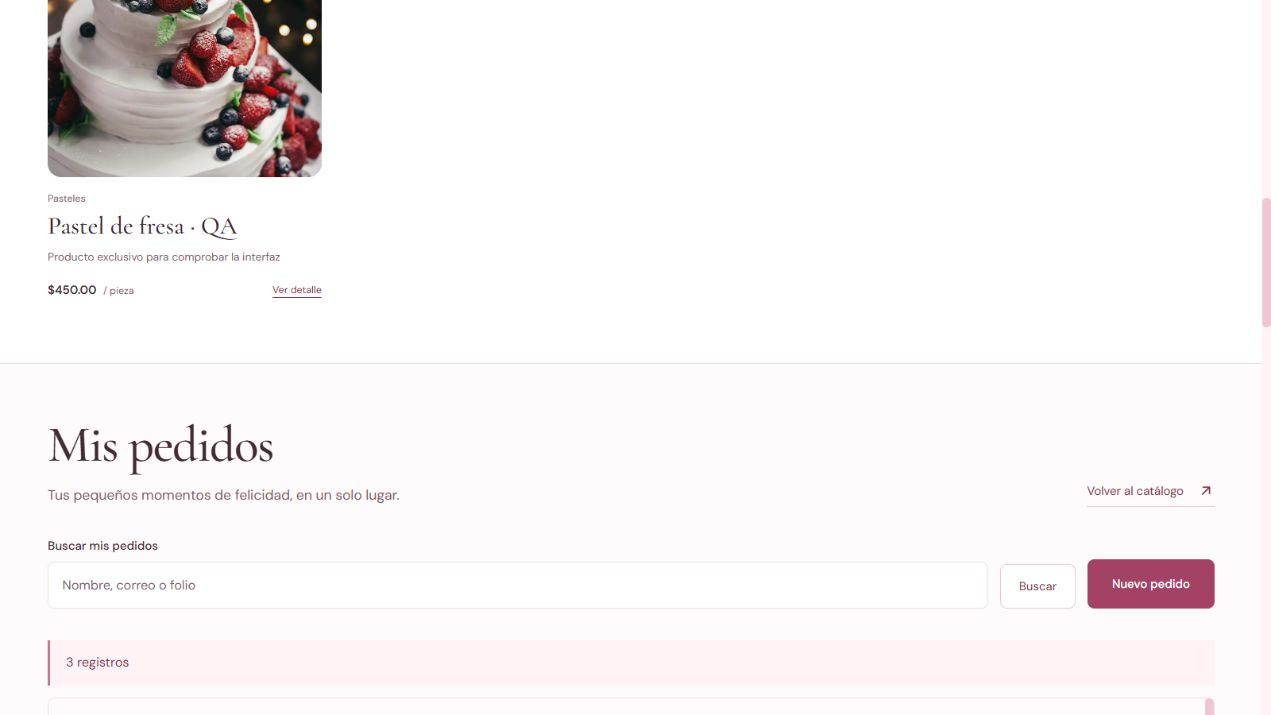 Pasteles
Pastel de fresa · QA
Producto exclusivo para comprobar la interfaz
$450.00 / pieza
Ver detalle
Mis pedidos
Tus pequeños momentos de felicidad, en un solo lugar.
Volver al catálogo
Buscar mis pedidos
Nombre, correo o folio
Buscar
Nuevo pedido
3 registros